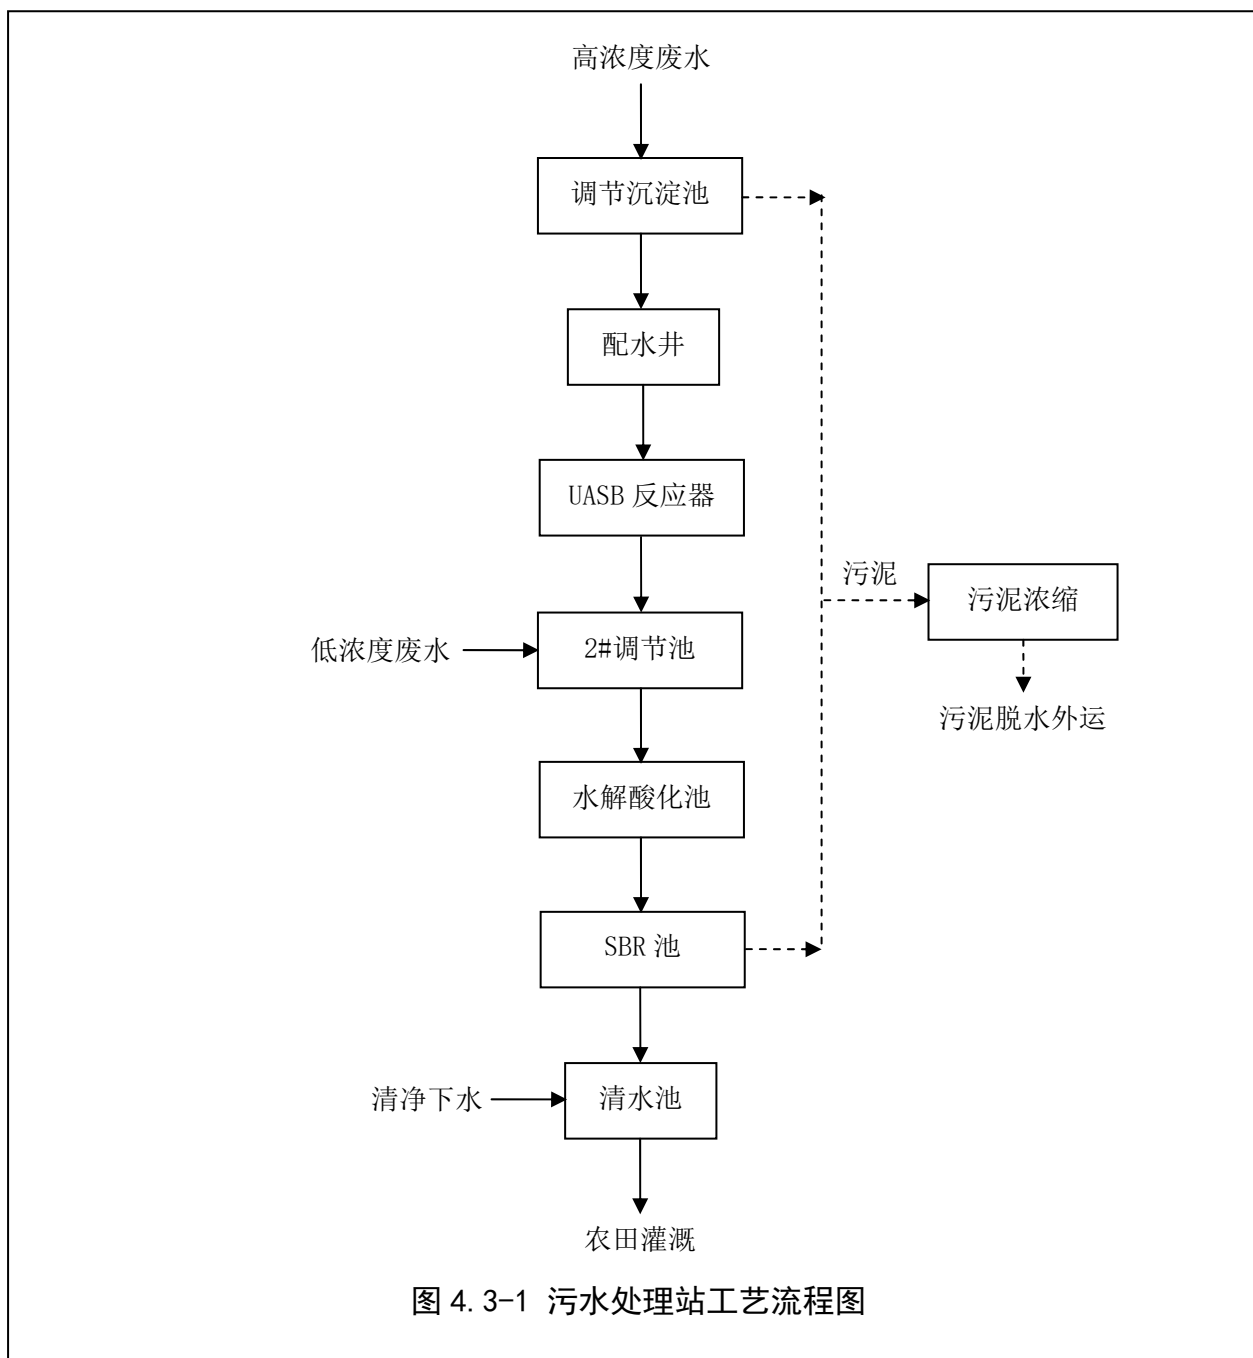 高浓度废水
调节沉淀池
配水井
UASB 反应器
污泥
污泥浓缩
低浓度废水
2#调节池
污泥脱水外运
水解酸化池
SBR 池
清净下水
清水池
农田灌溉
图 4.3-1 污水处理站工艺流程图